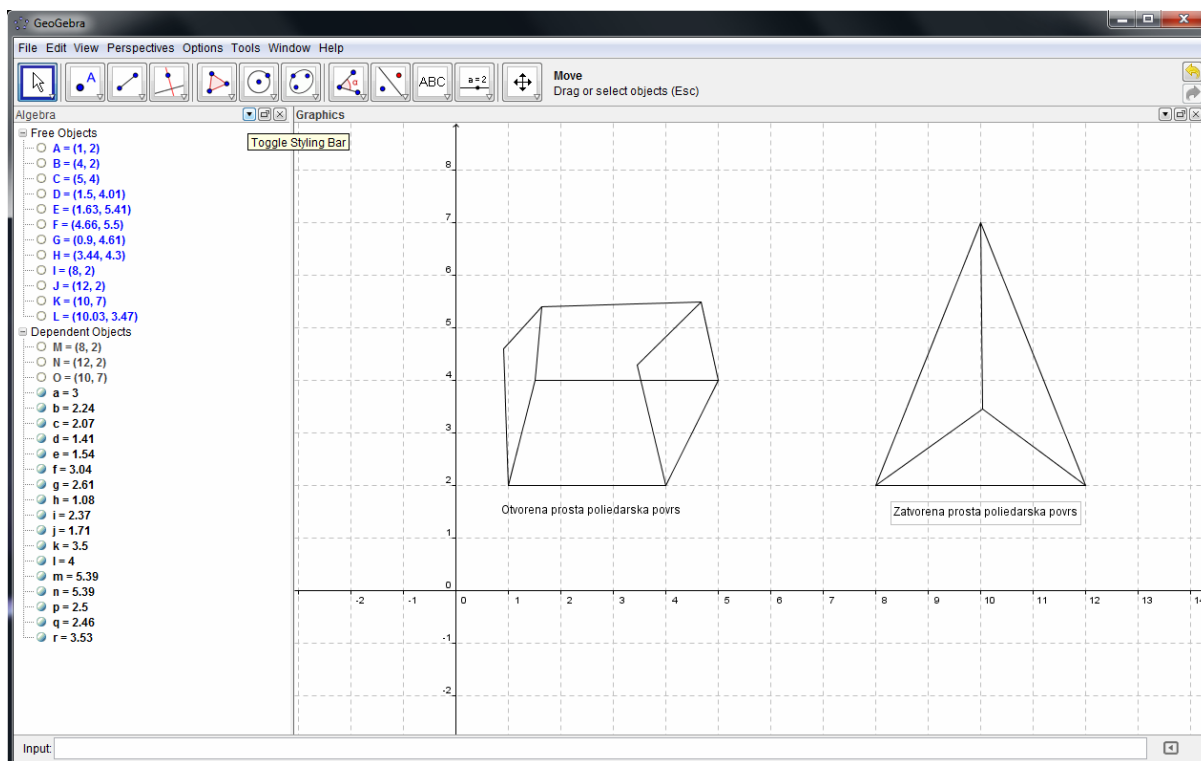 GeoGebra
File Edit View Perspectives Options Tools Window Help
A
α
ABC
a=2
Move
Drag or select objects (Esc)
Algebra
Graphics
Toggle Styling Bar
Free Objects
A = (1, 2)
B = (4, 2)
C = (5, 4)
D = (1.5, 4.01)
E = (1.63, 5.41)
F = (4.66, 5.5)
G = (0.9, 4.61)
H = (3.44, 4.3)
I = (8, 2)
J = (12, 2)
K = (10, 7)
L = (10.03, 3.47)
Dependent Objects
M = (8, 2)
N = (12, 2)
O = (10, 7)
a = 3
b = 2.24
c = 2.07
d = 1.41
e = 1.54
f = 3.04
g = 2.61
h = 1.08
i = 2.37
j = 1.71
k = 3.5
l = 4
m = 5.39
n = 5.39
p = 2.5
q = 2.46
r = 3.53
8
7
6
5
4
3
2
1
0
-1
-2
-2 -1 0 1 2 3 4 5 6 7 8 9 10 11 12 13 14
Otvorena prosta poliedarska povrs
Zatvorena prosta poliedarska povrs
Input: